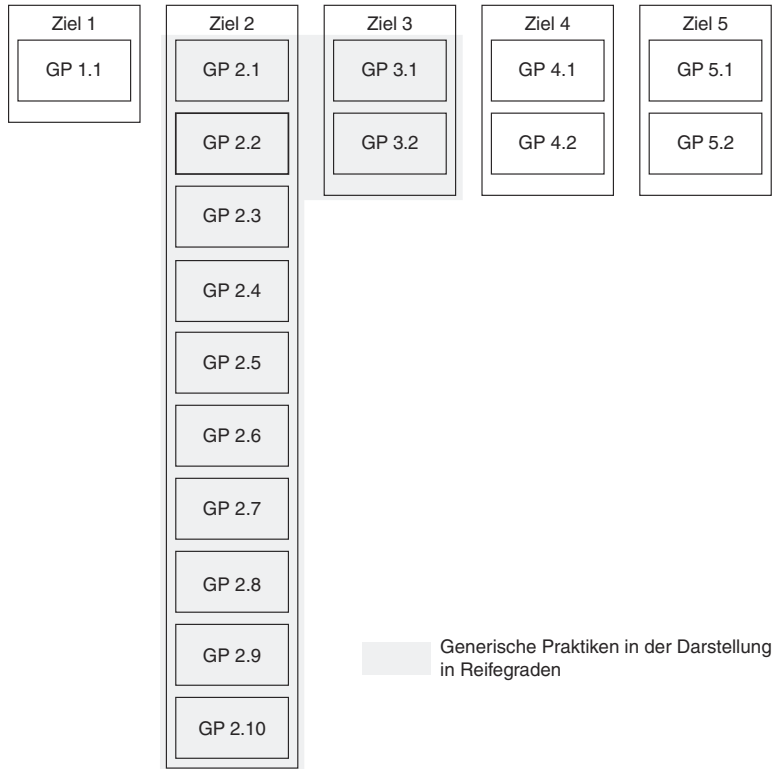 Ziel 1
Ziel 2
Ziel 3
Ziel 4
Ziel 5
GP 1.1
GP 2.1
GP 3.1
GP 4.1
GP 5.1
GP 2.2
GP 3.2
GP 4.2
GP 5.2
GP 2.3
GP 2.4
GP 2.5
GP 2.6
GP 2.7
GP 2.8
GP 2.9
GP 2.10
Generische Praktiken in der Darstellung
in Reifegraden